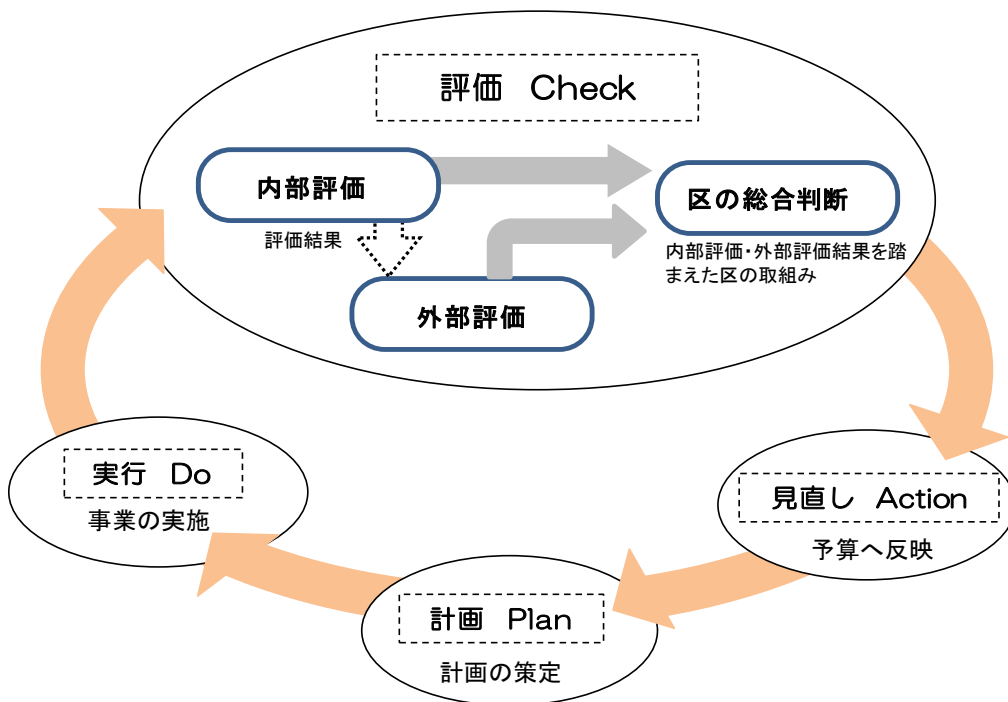 評価 Check
内部評価
区の総合判断
評価結果
内部評価・外部評価結果を踏
まえた区の取組み
外部評価
実行 Do
事業の実施
見直し Action
予算へ反映
計画 Plan
計画の策定